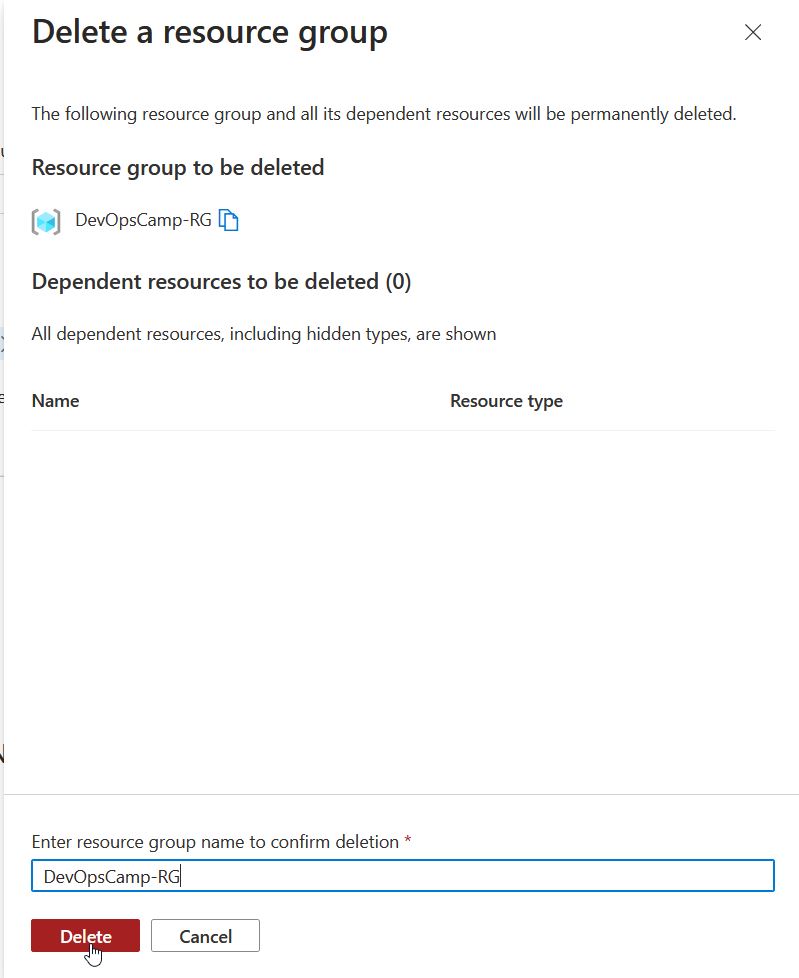 Delete a resource group
The following resource group and all its dependent resources will be permanently deleted.
Resource group to be deleted
DevOpsCamp-RG
Dependent resources to be deleted (0)
All dependent resources, including hidden types, are shown
Name Resource type
Enter resource group name to confirm deletion *
DevOpsCamp-RG
Delete Cancel